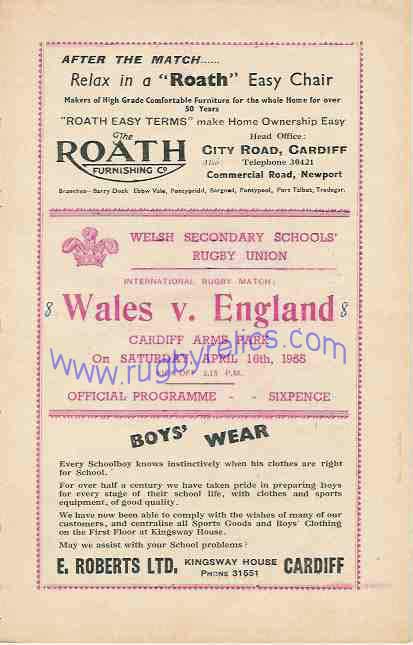 AFTER THE MATCH......
Relax in a "Roath" Easy Chair
Makers of High Grade Comfortable Furniture for the whole Home for over
50 Years
"ROATH EASY TERMS" make Home Ownership Easy
The
ROATH
FURNISHING CO
Head Office:
CITY ROAD, CARDIFF
Also: Telephone 30421
Commercial Road, Newport
Branches—Barry Dock, Ebbw Vale, Pontypridd, Bargoed, Pontypool, Port Talbot, Tredegar.
WELSH SECONDARY SCHOOLS'
RUGBY UNION
INTERNATIONAL RUGBY MATCH:
8 Wales v. England 8
CARDIFF ARMS PARK
On SATURDAY, APRIL 16th, 1955
KICK-OFF 2.15 P.M.
www.rugbyrelics.com
OFFICIAL PROGRAMME - - SIXPENCE
BOYS' WEAR
Every Schoolboy knows instinctively when his clothes are right
for School.
For over half a century we have taken pride in preparing boys
for every stage of their school life, with clothes and sports
equipment, of good quality.
We have now been able to comply with the wishes of many of our
customers, and centralise all Sports Goods and Boys' Clothing
on the First Floor at Kingsway House.
May we assist with your School problems?
E. ROBERTS LTD, KINGSWAY HOUSE CARDIFF
PHONE 31551